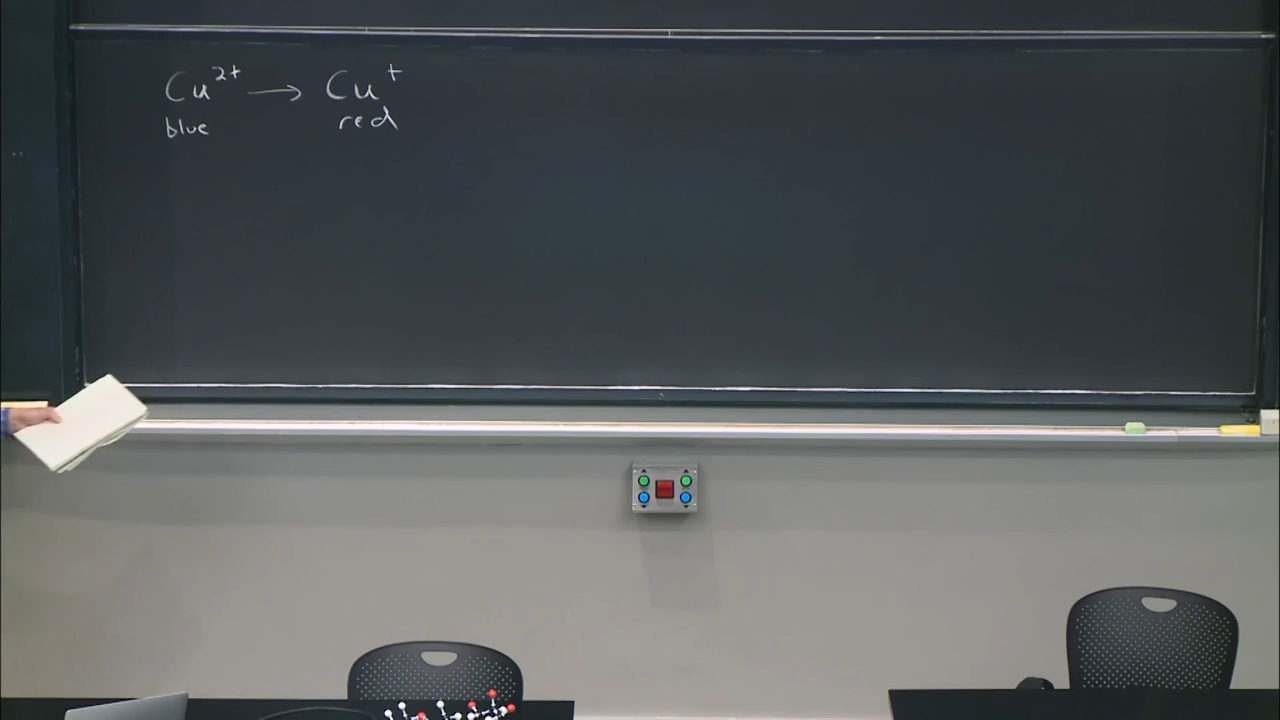 Cu²⁺ → Cu⁺
blue red